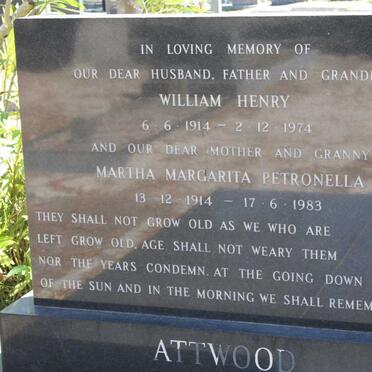 IN LOVING MEMORY OF
OUR DEAR HUSBAND, FATHER AND GRAND
WILLIAM HENRY
6·6·1914 – 2·12·1974
AND OUR DEAR MOTHER AND GRANNY
MARTHA MARGARITA PETRONELLA
13·12·1914 – 17·6·1983
THEY SHALL NOT GROW OLD AS WE WHO ARE
LEFT GROW OLD, AGE SHALL NOT WEARY THEM
NOR THE YEARS CONDEMN. AT THE GOING DOWN
OF THE SUN AND IN THE MORNING WE SHALL REMEM
ATTWOOD